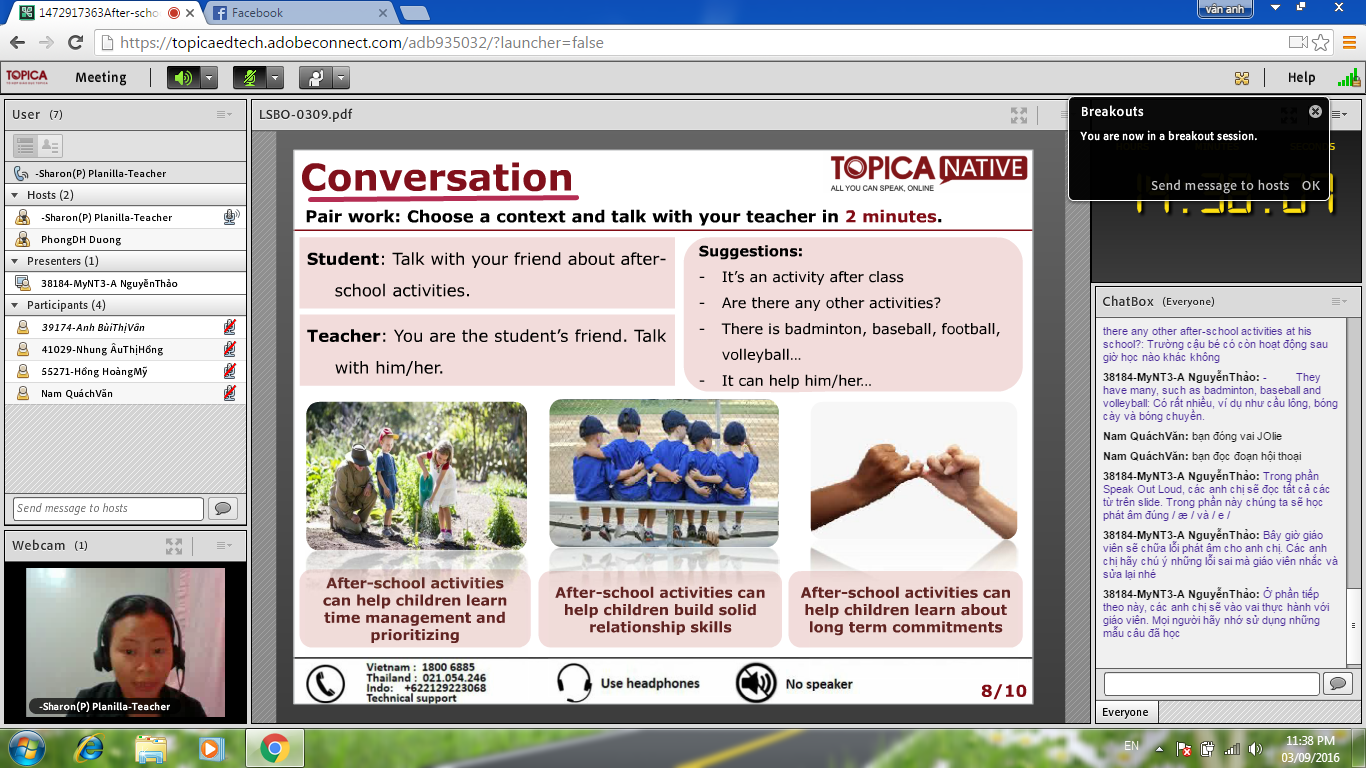 1472917363After-scho
Facebook
vân anh
https://topicaedtech.adobeconnect.com/adb935032/?launcher=false
TOPICA
Meeting
Help
User (7)
-Sharon(P) Planilla-Teacher
Hosts (2)
-Sharon(P) Planilla-Teacher
PhongDH Duong
Presenters (1)
38184-MyNT3-A NguyễnThảo
Participants (4)
39174-Anh BùiThịVân
41029-Nhung ÂuThịHồng
55271-Hồng HoàngMỹ
Nam QuáchVăn
Send message to hosts
Webcam (1)
-Sharon(P) Planilla-Teacher
LSBO-0309.pdf
Conversation
TOPICA NATIVE
ALL YOU CAN SPEAK, ONLINE
Pair work: Choose a context and talk with your teacher in 2 minutes.
Student: Talk with your friend about after-
school activities.
Teacher: You are the student's friend. Talk
with him/her.
Suggestions:
- It's an activity after class
- Are there any other activities?
- There is badminton, baseball, football,
volleyball...
- It can help him/her...
After-school activities
can help children learn
time management and
prioritizing
After-school activities can
help children build solid
relationship skills
After-school activities can
help children learn about
long term commitments
Vietnam : 1800 6885
Thailand : 021.054.246
Indo: +622129223068
Technical support
Use headphones
No speaker
8/10
Breakouts
You are now in a breakout session.
Send message to hosts OK
ChatBox (Everyone)
there any other after-school activities at his
school?: Trường cậu bé có còn hoạt động sau
giờ học nào khác không
38184-MyNT3-A NguyễnThảo: - They
have many, such as badminton, baseball and
volleyball: Có rất nhiều, ví dụ như cầu lông, bóng
cày và bóng chuyền.
Nam QuáchVăn: bạn đóng vai JOlie
Nam QuáchVăn: bạn đọc đoạn hội thoại
38184-MyNT3-A NguyễnThảo: Trong phần
Speak Out Loud, các anh chị sẽ đọc tất cả các
từ trên slide. Trong phần này chúng ta sẽ học
phát âm đúng / æ / và / e /
38184-MyNT3-A NguyễnThảo: Bây giờ giáo
viên sẽ chữa lỗi phát âm cho anh chị. Các anh
chị hãy chú ý những lỗi sai mà giáo viên nhắc và
sửa lại nhé
38184-MyNT3-A NguyễnThảo: Ở phần tiếp
theo này, các anh chị sẽ vào vai thực hành với
giáo viên. Mọi người hãy nhớ sử dụng những
mẫu câu đã học
Everyone
EN
11:38 PM
03/09/2016